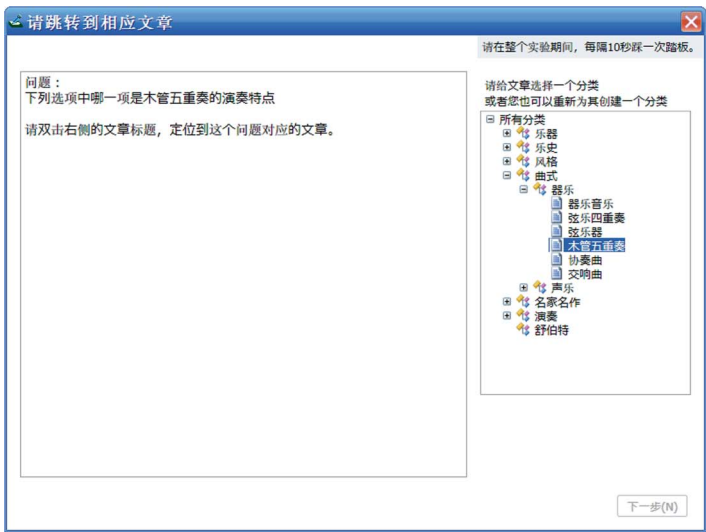 请跳转到相应文章
请在整个实验期间，每隔10秒踩一次踏板。
问题：
下列选项中哪一项是木管五重奏的演奏特点
请双击右侧的文章标题，定位到这个问题对应的文章。
请给文章选择一个分类
或者您也可以重新为其创建一个分类
所有分类
乐器
乐史
风格
曲式
器乐
器乐音乐
弦乐四重奏
弦乐器
木管五重奏
协奏曲
交响曲
声乐
名家名作
演奏
舒伯特
下一步(N)